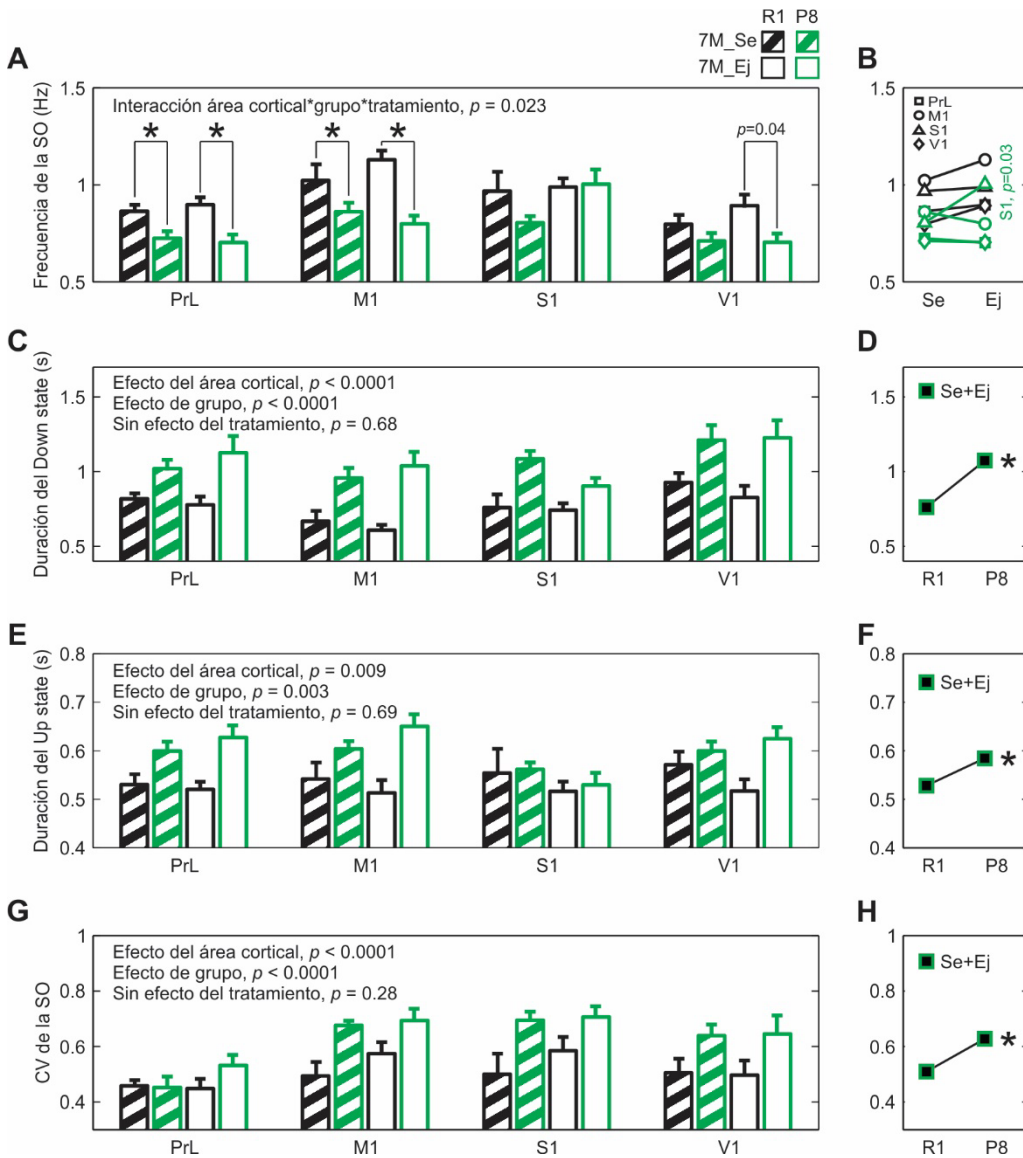 R1 P8
7M_Se
7M_Ej
A
Frecuencia de la SO (Hz)
1.5
1
0.5
Interacción área cortical*grupo*tratamiento, p = 0.023
* * * * p=0.04
PrL M1 S1 V1
B
1.5
1
0.5
PrL
M1
S1
V1
S1, p=0.03
Se Ej
C
Duración del Down state (s)
1.5
1
0.5
Efecto del área cortical, p < 0.0001
Efecto de grupo, p < 0.0001
Sin efecto del tratamiento, p = 0.68
PrL M1 S1 V1
D
1.5
1
0.5
Se+Ej
*
R1 P8
E
Duración del Up state (s)
0.8
0.7
0.6
0.5
0.4
Efecto del área cortical, p = 0.009
Efecto de grupo, p = 0.003
Sin efecto del tratamiento, p = 0.69
PrL M1 S1 V1
F
0.8
0.7
0.6
0.5
0.4
Se+Ej
*
R1 P8
G
CV de la SO
1
0.8
0.6
0.4
Efecto del área cortical, p < 0.0001
Efecto de grupo, p < 0.0001
Sin efecto del tratamiento, p = 0.28
PrL M1 S1 V1
H
1
0.8
0.6
0.4
Se+Ej
*
R1 P8